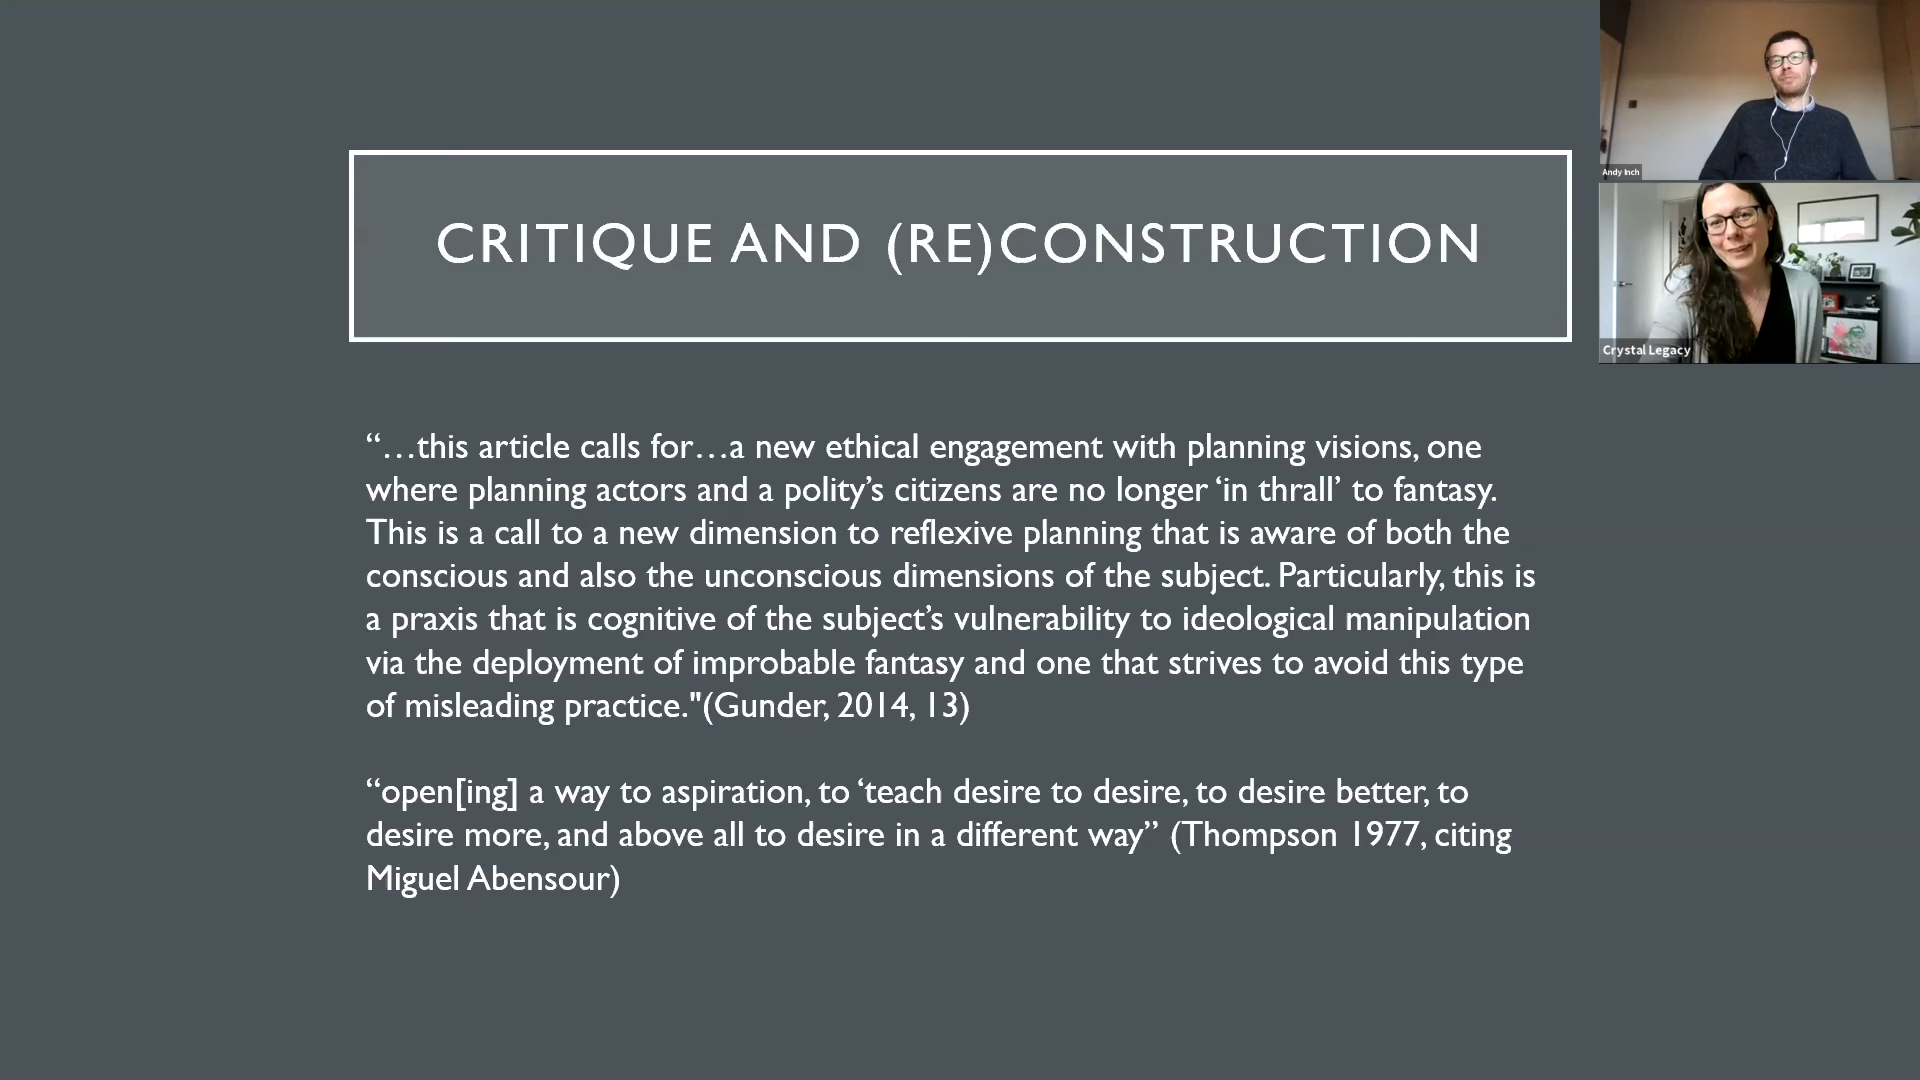 CRITIQUE AND (RE)CONSTRUCTION
“…this article calls for…a new ethical engagement with planning visions, one
where planning actors and a polity’s citizens are no longer ‘in thrall’ to fantasy.
This is a call to a new dimension to reflexive planning that is aware of both the
conscious and also the unconscious dimensions of the subject. Particularly, this is
a praxis that is cognitive of the subject’s vulnerability to ideological manipulation
via the deployment of improbable fantasy and one that strives to avoid this type
of misleading practice."(Gunder, 2014, 13)
“open[ing] a way to aspiration, to ‘teach desire to desire, to desire better, to
desire more, and above all to desire in a different way” (Thompson 1977, citing
Miguel Abensour)
Andy Inch
Crystal Legacy